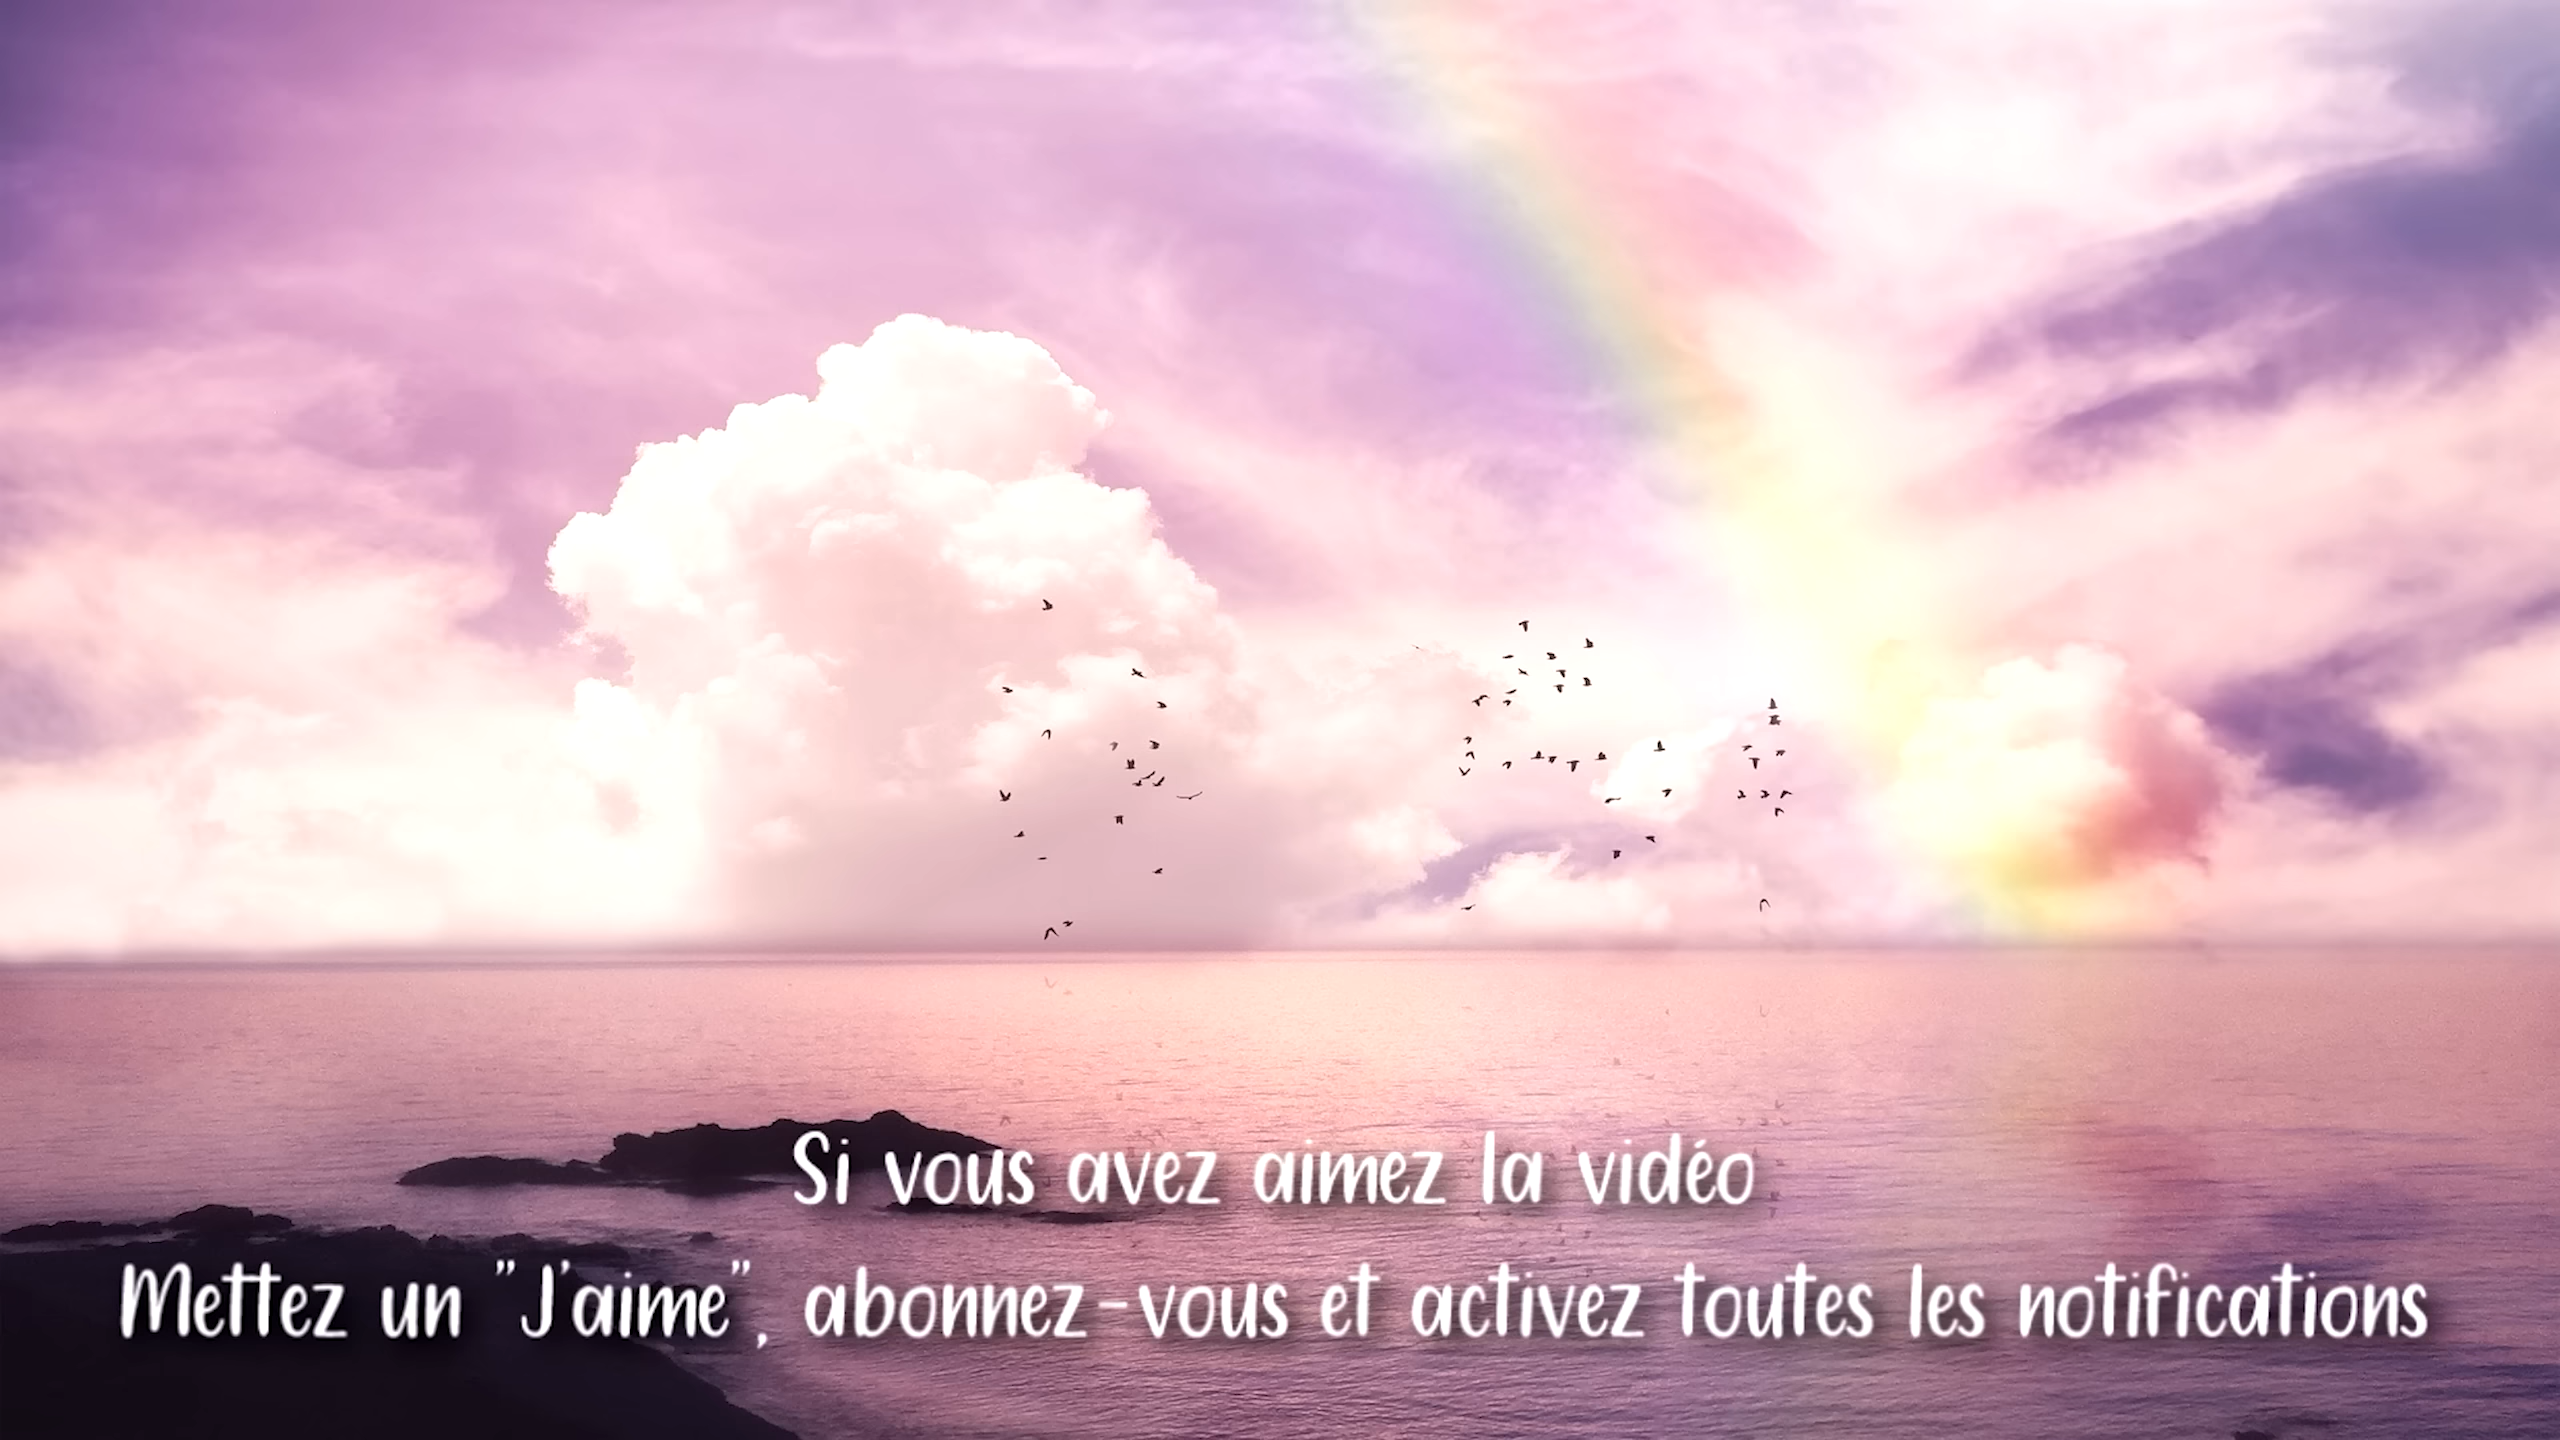 Si vous avez aimez la vidéo
Mettez un "J'aime", abonnez-vous et activez toutes les notifications